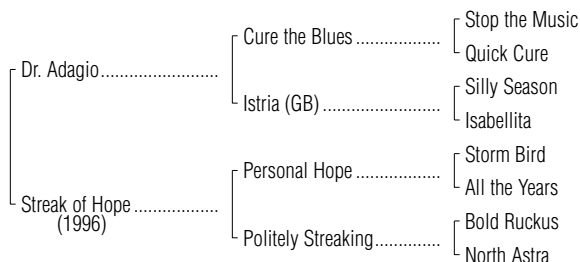 Stop the Music
Cure the Blues ..................
Quick Cure
Dr. Adagio.........................
Silly Season
Istria (GB) .........................
Isabellita
Storm Bird
Personal Hope ..................
All the Years
Streak of Hope ..................
(1996)
Bold Ruckus
Politely Streaking..............
North Astra